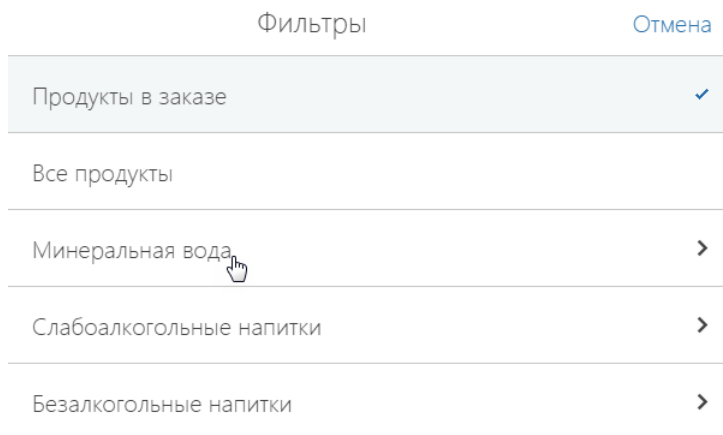 Фильтры
Отмена
Продукты в заказе
Все продукты
Минеральная вода
Слабоалкогольные напитки
Безалкогольные напитки